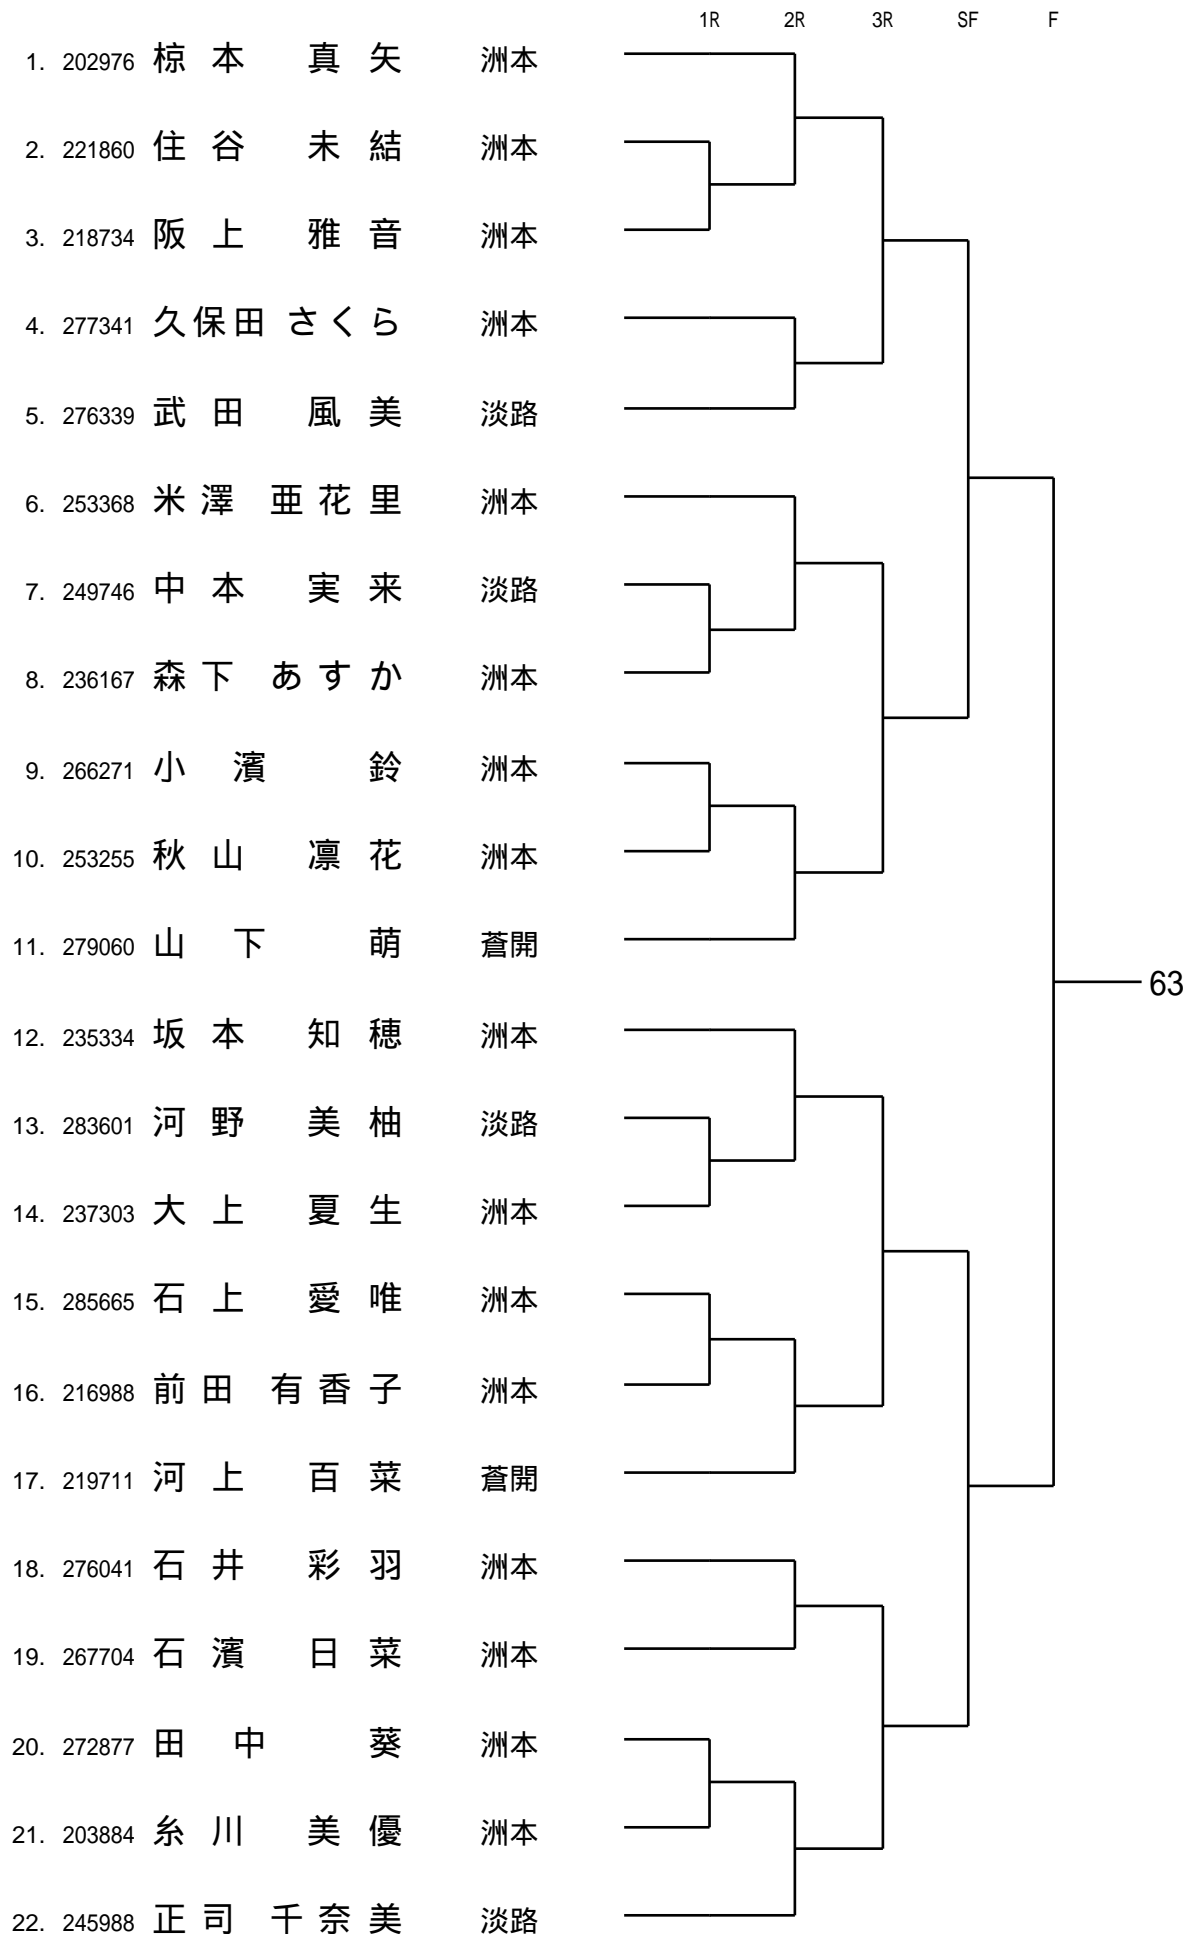 1R 2R 3R SF F
1. 202976 椋本 真矢 洲本
2. 221860 住谷 未結 洲本
3. 218734 阪上 雅音 洲本
4. 277341 久保田 さくら 洲本
5. 276339 武田 風美 淡路
6. 253368 米澤 亜花里 洲本
7. 249746 中本 実来 淡路
8. 236167 森下 あすか 洲本
9. 266271 小濱 鈴 洲本
10. 253255 秋山 凛花 洲本
11. 279060 山下 萌 蒼開
63
12. 235334 坂本 知穂 洲本
13. 283601 河野 美柚 淡路
14. 237303 大上 夏生 洲本
15. 285665 石上 愛唯 洲本
16. 216988 前田 有香子 洲本
17. 219711 河上 百菜 蒼開
18. 276041 石井 彩羽 洲本
19. 267704 石濱 日菜 洲本
20. 272877 田中 葵 洲本
21. 203884 糸川 美優 洲本
22. 245988 正司 千奈美 淡路